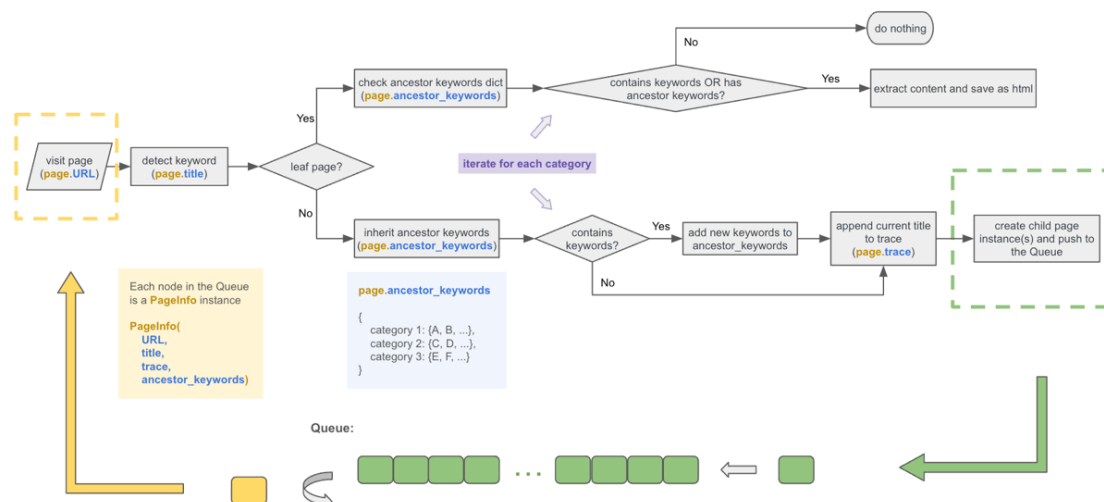 do nothing
No
check ancestor keywords dict
(page.ancestor_keywords)
contains keywords OR has
ancestor keywords?
Yes
extract content and save as html
Yes
visit page
(page.URL)
detect keyword
(page.title)
leaf page?
iterate for each category
No
inherit ancestor keywords
(page.ancestor_keywords)
contains
keywords?
Yes
add new keywords to
ancestor_keywords
append current title
to trace
(page.trace)
create child page
instance(s) and push to
the Queue
No
Each node in the Queue
is a PageInfo instance
PageInfo(
URL,
title,
trace,
ancestor_keywords)
page.ancestor_keywords
{
category 1: {A, B, ...},
category 2: {C, D, ...},
category 3: {E, F, ...}
}
Queue:
...